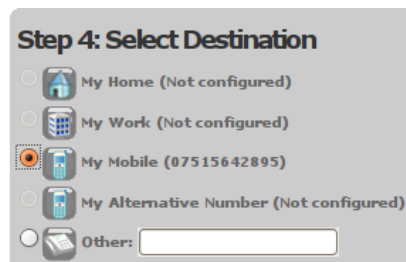 Step 4: Select Destination
My Home (Not configured)
My Work (Not configured)
My Mobile (07515642895)
My Alternative Number (Not configured)
Other: